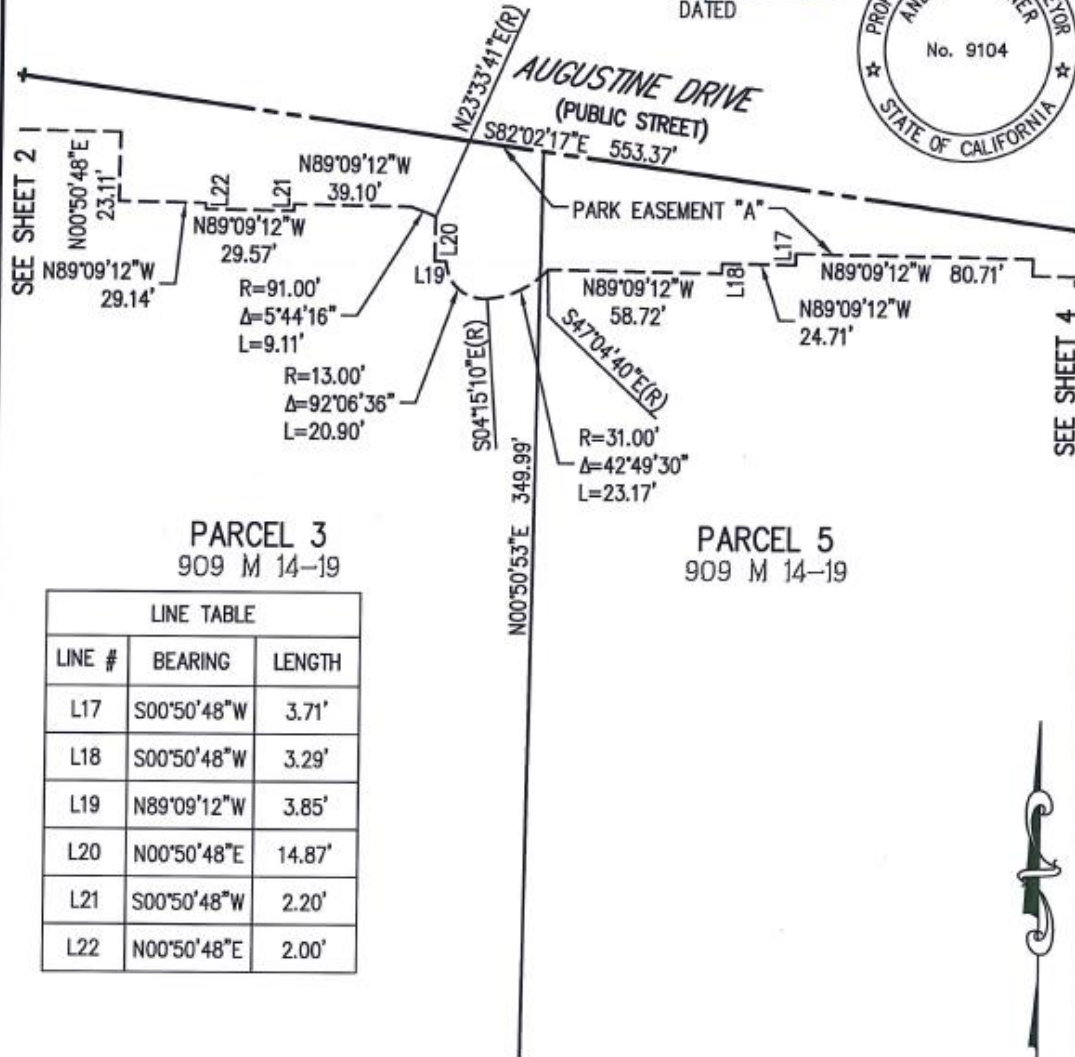 DATED
No. 9104
STATE OF CALIFORNIA
N23°33'41"E(R)
AUGUSTINE DRIVE
(PUBLIC STREET)
S82°02'17"E 553.37'
SEE SHEET 2
N00°50'48"E
23.11'
L22
L21
N89°09'12"W
39.10'
PARK EASEMENT "A"
N89°09'12"W
29.57'
N89°09'12"W
29.14'
L20
L19
L17
L18
N89°09'12"W 80.71'
N89°09'12"W
58.72'
N89°09'12"W
24.71'
R=91.00'
Δ=5°44'16"
L=9.11'
R=13.00'
Δ=92°06'36"
L=20.90'
S04°15'10"E(R)
S47°04'40"E(R)
R=31.00'
Δ=42°49'30"
L=23.17'
SEE SHEET 4
N00°50'53"E 349.99'
PARCEL 3
909 M 14-19
PARCEL 5
909 M 14-19
LINE TABLE
LINE # BEARING LENGTH
L17 S00°50'48"W 3.71'
L18 S00°50'48"W 3.29'
L19 N89°09'12"W 3.85'
L20 N00°50'48"E 14.87'
L21 S00°50'48"W 2.20'
L22 N00°50'48"E 2.00'